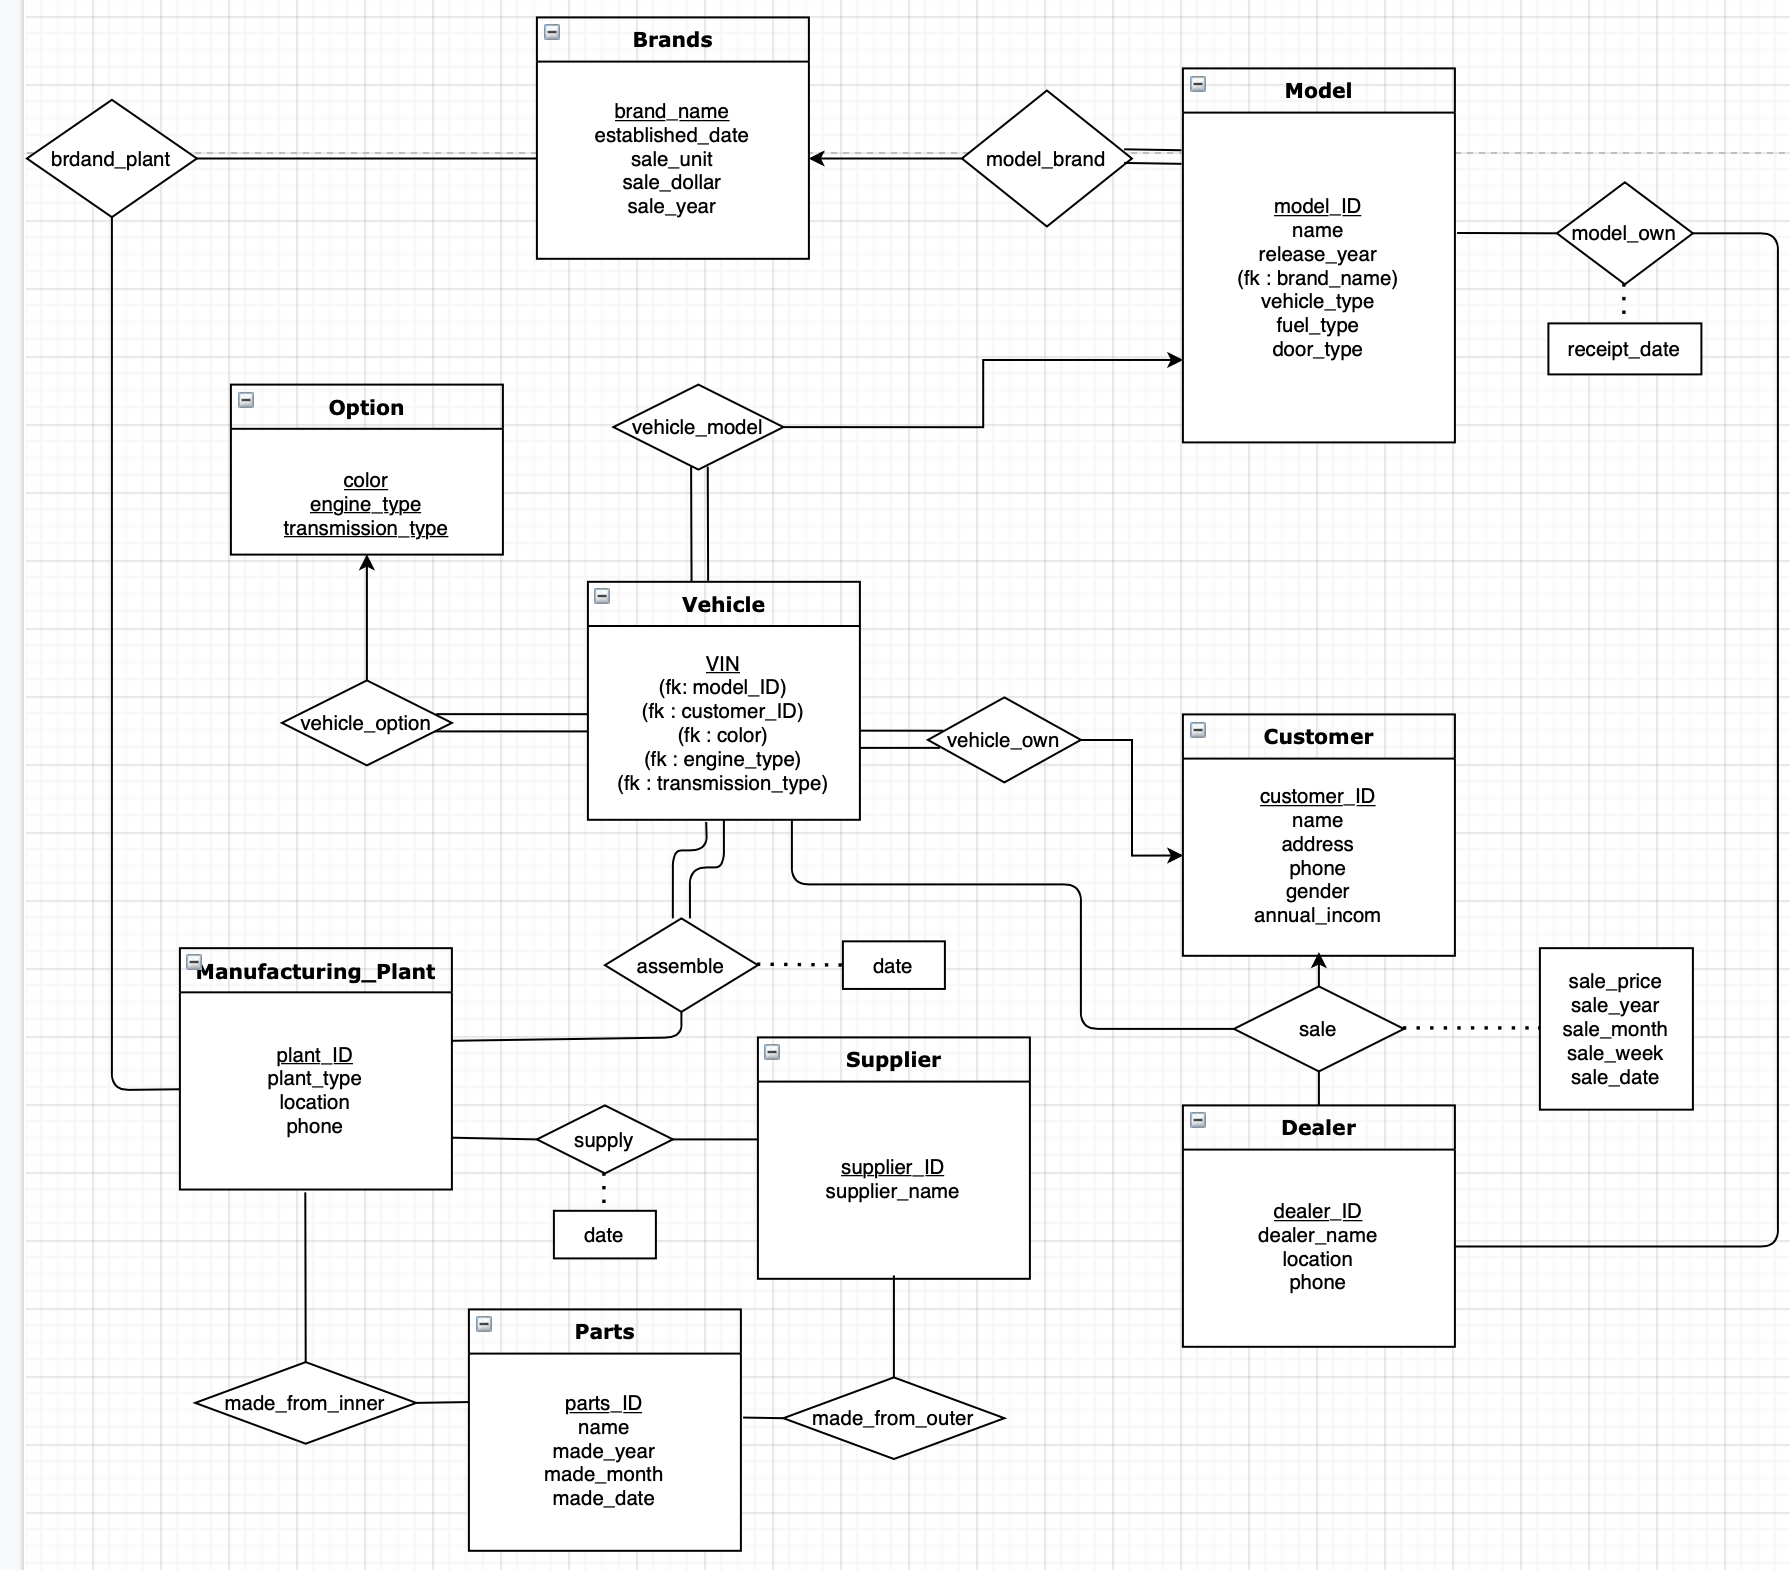 Brands
brand_name
established_date
sale_unit
sale_dollar
sale_year
brdand_plant
model_brand
Model
model_ID
name
release_year
(fk : brand_name)
vehicle_type
fuel_type
door_type
model_own
receipt_date
Option
color
engine_type
transmission_type
vehicle_model
Vehicle
VIN
(fk: model_ID)
(fk : customer_ID)
(fk : color)
(fk : engine_type)
(fk : transmission_type)
vehicle_option
vehicle_own
Customer
customer_ID
name
address
phone
gender
annual_incom
assemble
date
Manufacturing_Plant
plant_ID
plant_type
location
phone
sale
sale_price
sale_year
sale_month
sale_week
sale_date
Supplier
supplier_ID
supplier_name
supply
date
Dealer
dealer_ID
dealer_name
location
phone
Parts
parts_ID
name
made_year
made_month
made_date
made_from_inner
made_from_outer